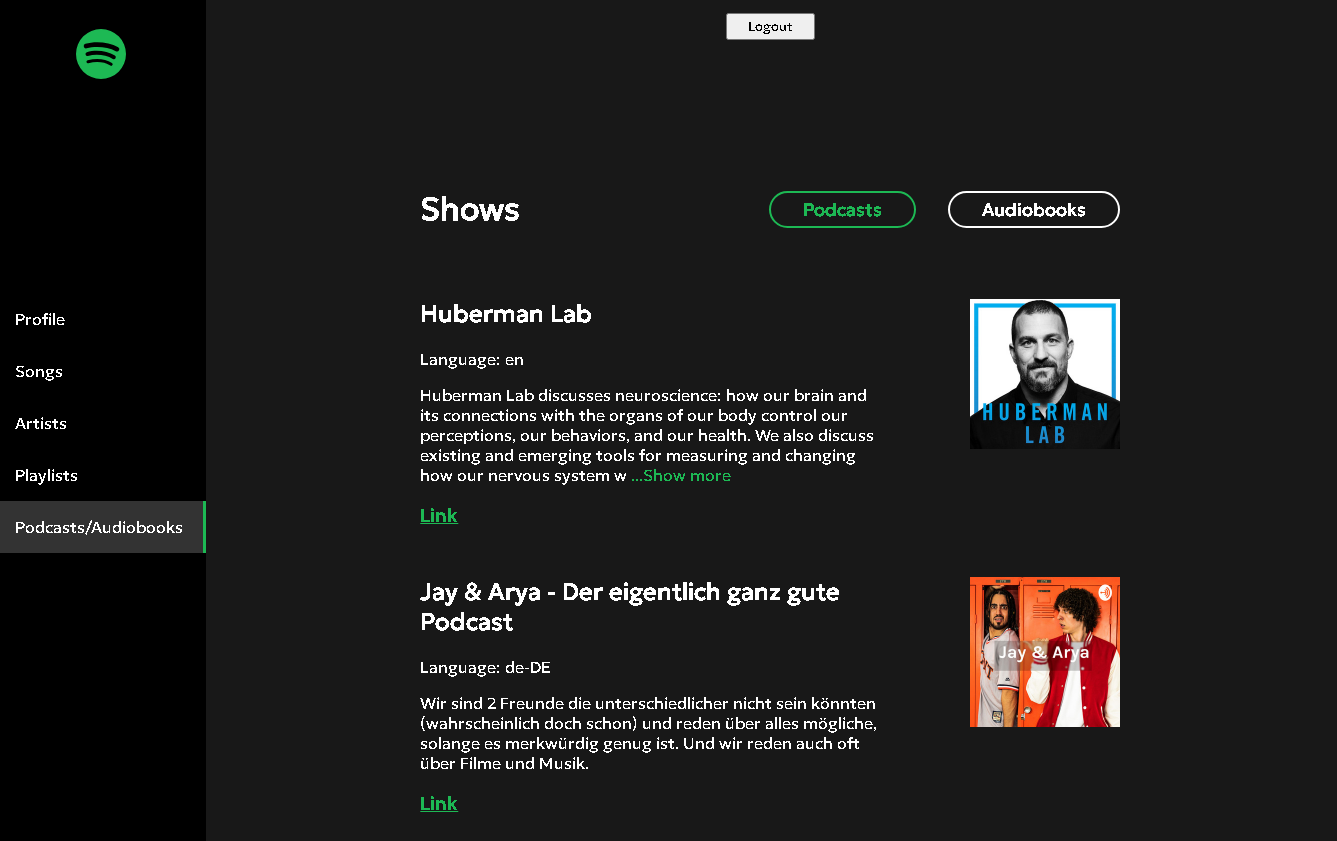 Logout
Shows
Podcasts
Audiobooks
Profile
Songs
Artists
Playlists
Podcasts/Audiobooks
Huberman Lab
Language: en
Huberman Lab discusses neuroscience: how our brain and
its connections with the organs of our body control our
perceptions, our behaviors, and our health. We also discuss
existing and emerging tools for measuring and changing
how our nervous system w ...Show more
Link
HUBERMAN
LAB
Jay & Arya - Der eigentlich ganz gute
Podcast
Language: de-DE
Wir sind 2 Freunde die unterschiedlicher nicht sein könnten
(wahrscheinlich doch schon) und reden über alles mögliche,
solange es merkwürdig genug ist. Und wir reden auch oft
über Filme und Musik.
Link
Jay & Arya